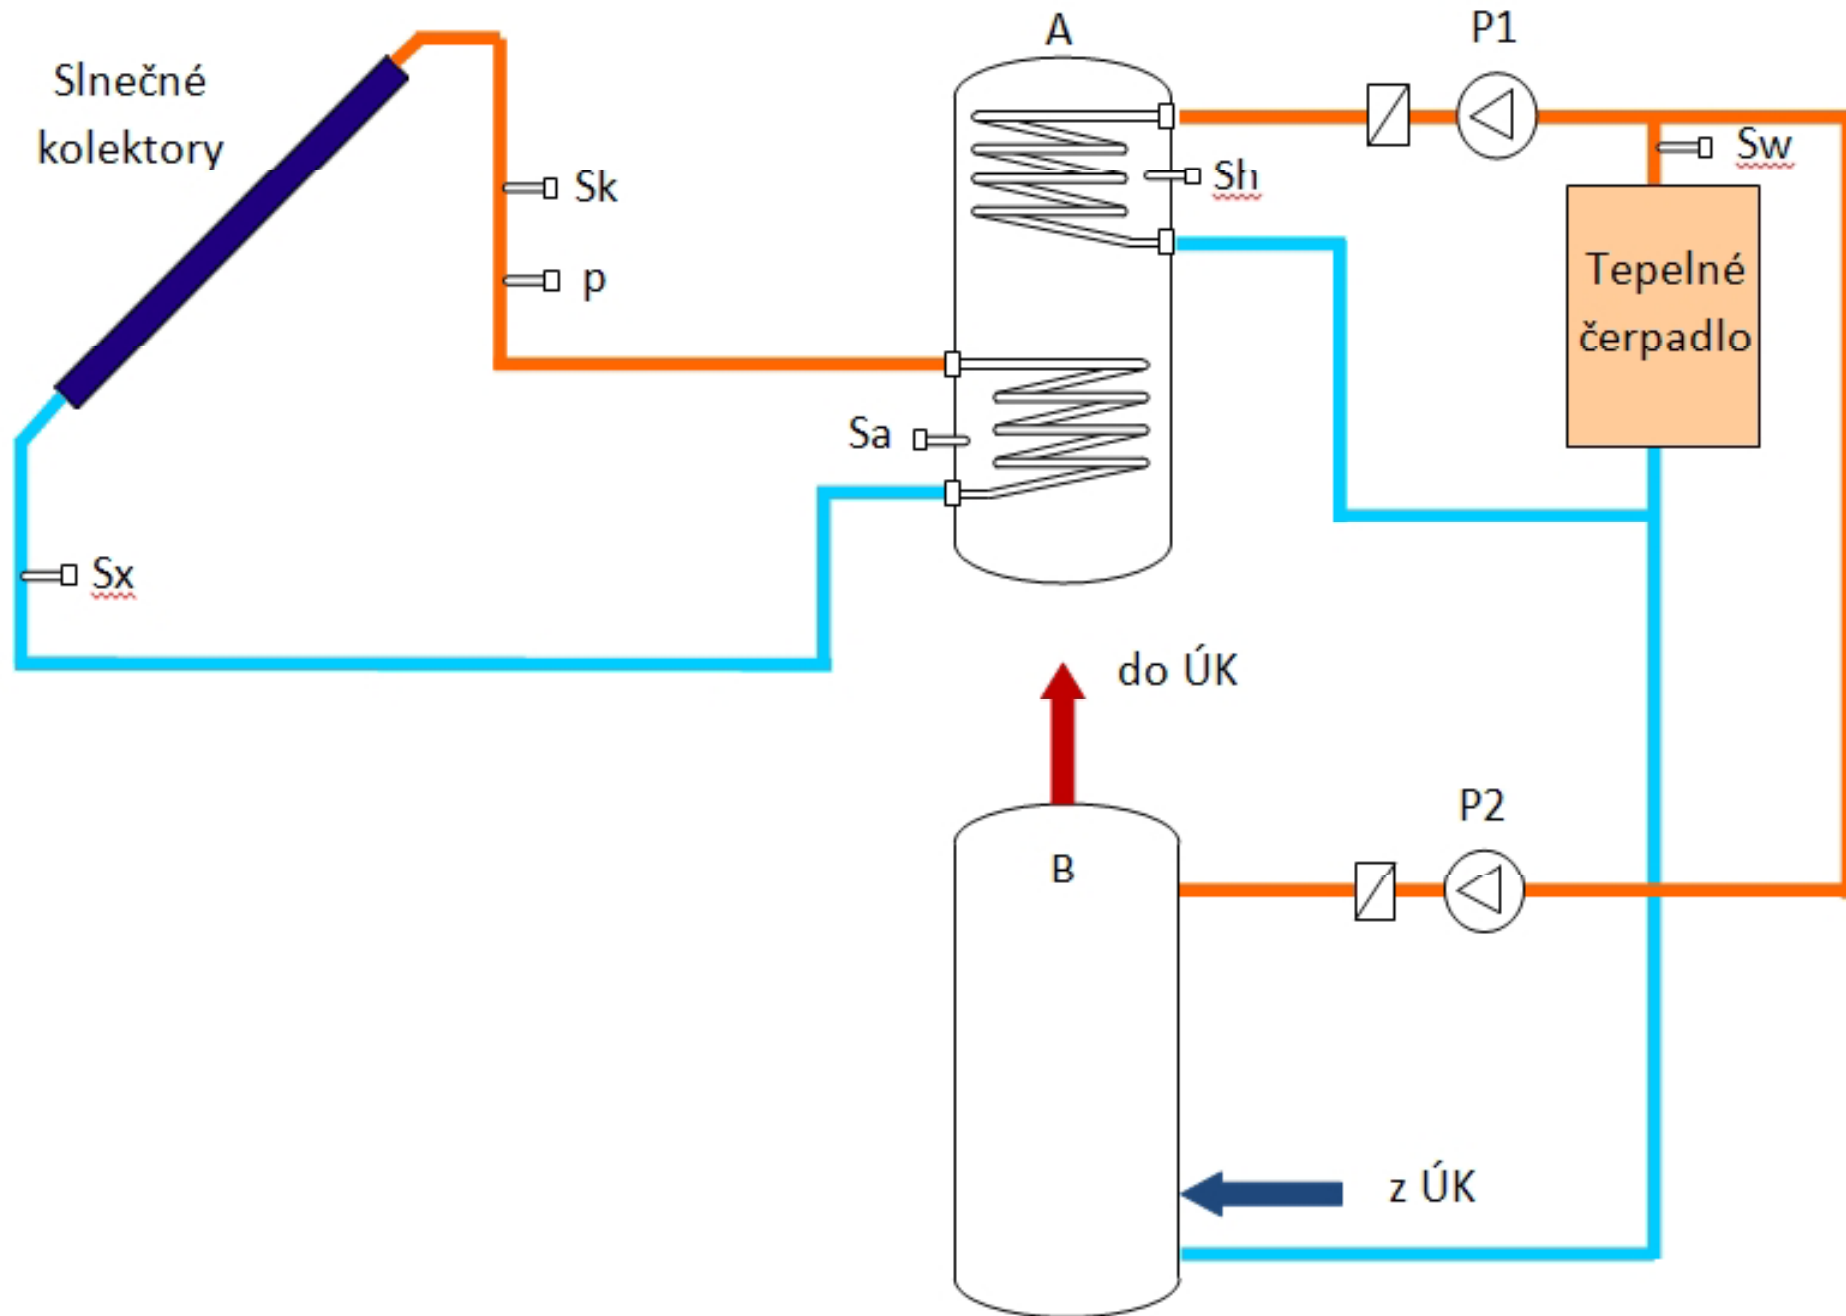 A
P1
Slnečné
kolektory
Sw
Sk
Sh
p
Tepelné
čerpadlo
Sa
Sx
do ÚK
P2
B
z ÚK